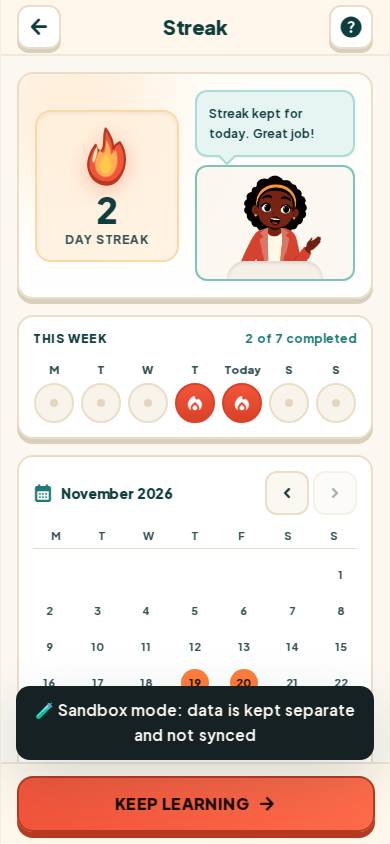 Streak
Streak kept for
today. Great job!
2
DAY STREAK
THIS WEEK
2 of 7 completed
M T W T Today S S
November 2026
M T W T F S S
1
2 3 4 5 6 7 8
9 10 11 12 13 14 15
16 17 18 19 20 21 22
🧪 Sandbox mode: data is kept separate
and not synced
KEEP LEARNING →